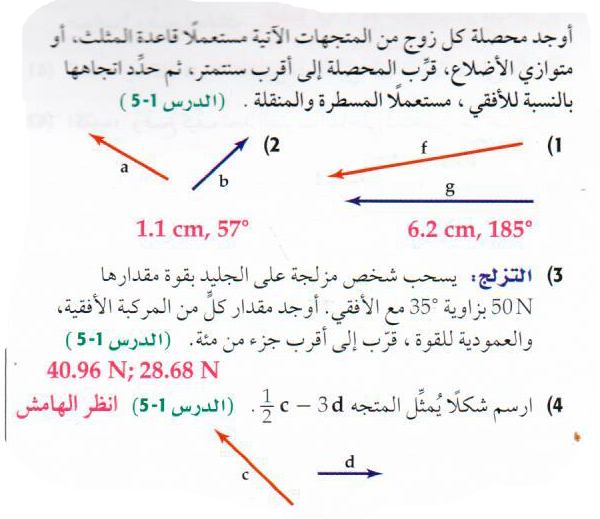 أوجد محصلة كل زوج من المتجهات الآتية مستعملًا قاعدة المثلث، أو
متوازي الأضلاع، قرِّب المحصلة إلى أقرب سنتمتر، ثم حدِّد اتجاهها
بالنسبة للأفقي، مستعملًا المسطرة والمنقلة. (الدرس 1-5)
(1
f
g
6.2 cm, 185°
(2
a
b
1.1 cm, 57°
(3 التزلج: يسحب شخص مزلجة على الجليد بقوة مقدارها
50 N بزاوية 35° مع الأفقي. أوجد مقدار كلٍّ من المركبة الأفقية،
والعمودية للقوة، قرّب إلى أقرب جزء من مئة. (الدرس 1-5)
40.96 N; 28.68 N
(4 ارسم شكلًا يُمثِّل المتجه ½ c − 3 d. (الدرس 1-5) انظر الهامش
c
d